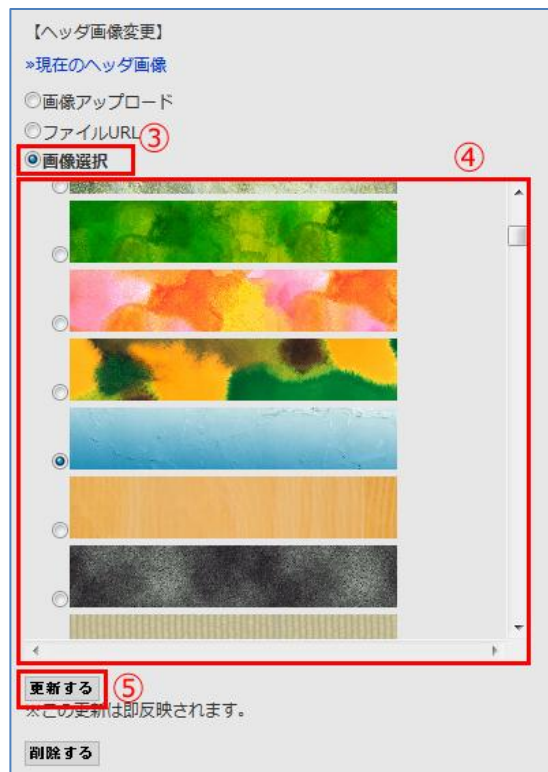 【ヘッダ画像変更】
»現在のヘッダ画像
画像アップロード
ファイルURL
③
画像選択
④
更新する
⑤
※この更新は即反映されます。
削除する